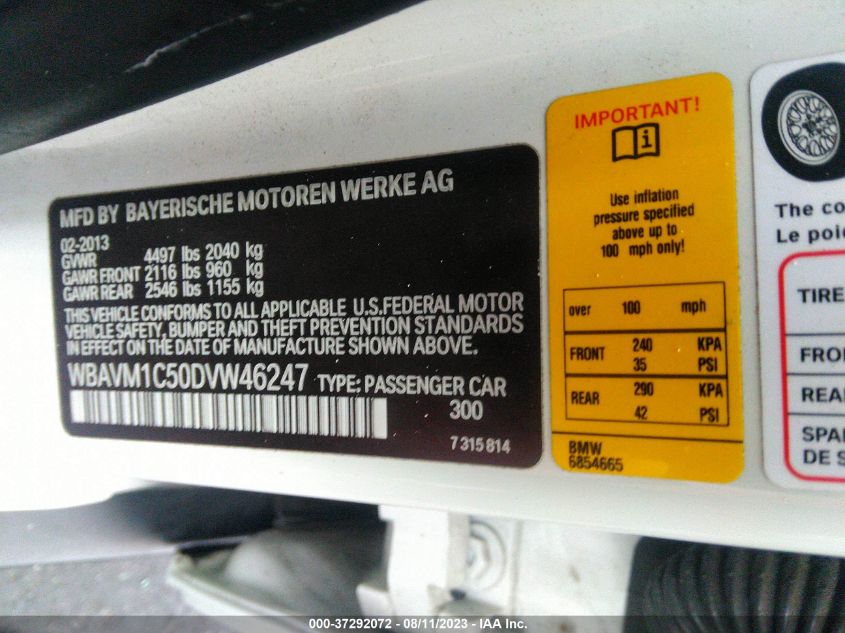 MFD BY BAYERISCHE MOTOREN WERKE AG
02-2013
GVWR 4497 lbs 2040 kg
GAWR FRONT 2116 lbs 960 kg
GAWR REAR 2546 lbs 1155 kg
THIS VEHICLE CONFORMS TO ALL APPLICABLE U.S.FEDERAL MOTOR
VEHICLE SAFETY, BUMPER AND THEFT PREVENTION STANDARDS
IN EFFECT ON THE DATE OF MANUFACTURE SHOWN ABOVE.
WBAVM1C50DVW46247 TYPE: PASSENGER CAR
300
7 315 814
IMPORTANT!
i
Use inflation
pressure specified
above up to
100 mph only!
over 100 mph
FRONT 240 KPA
35 PSI
REAR 290 KPA
42 PSI
BMW
6854665
The co
Le poi
TIRE
FRO
REA
SPA
DE S
000-37292072 - 08/11/2023 - IAA Inc.